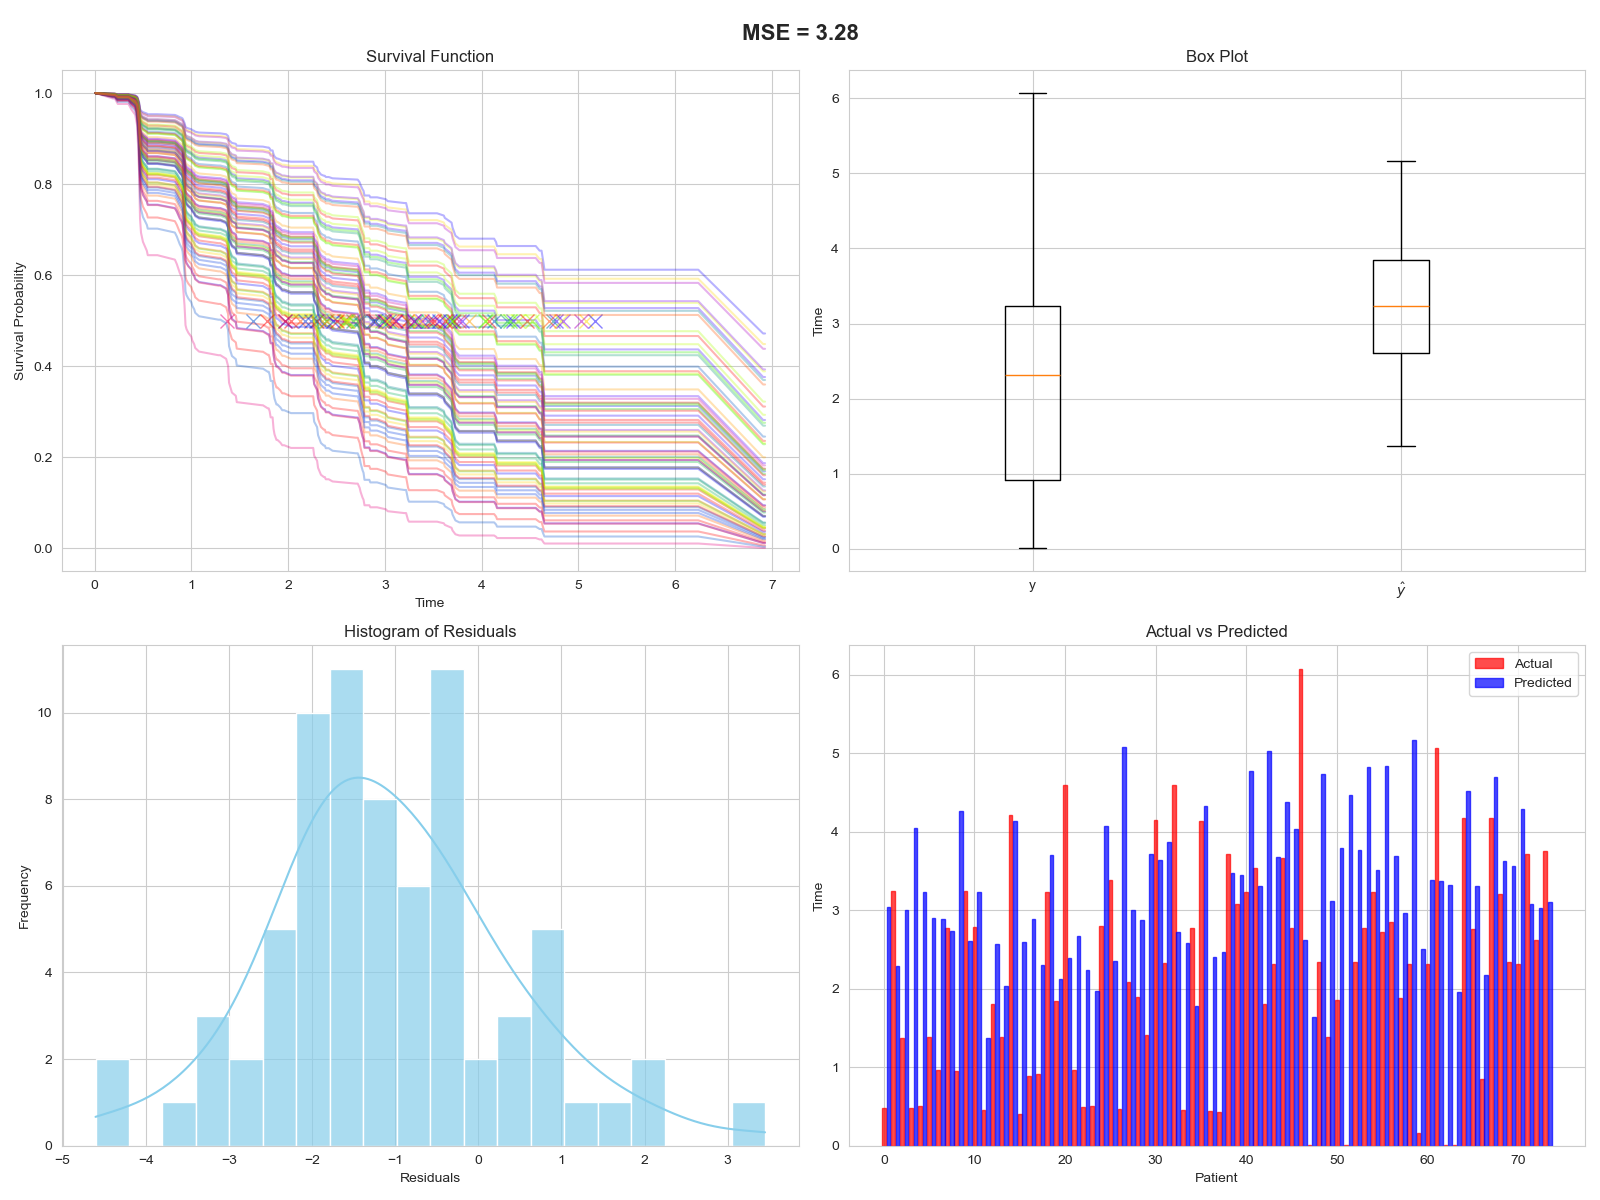 MSE = 3.28
Survival Function
Survival Probability
1.0
0.8
0.6
0.4
0.2
0.0
0 1 2 3 4 5 6 7
Time
Box Plot
Time
6
5
4
3
2
1
0
y ŷ
Histogram of Residuals
Frequency
10
8
6
4
2
0
−5 −4 −3 −2 −1 0 1 2 3
Residuals
Actual vs Predicted
Actual
Predicted
Time
6
5
4
3
2
1
0
0 10 20 30 40 50 60 70
Patient